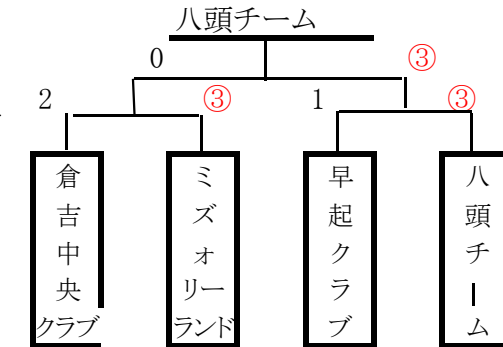 八頭チーム
0 ③
2 ③ 1 ③
倉吉中央クラブ
ミズォリーランド
早起クラブ
八頭チーム